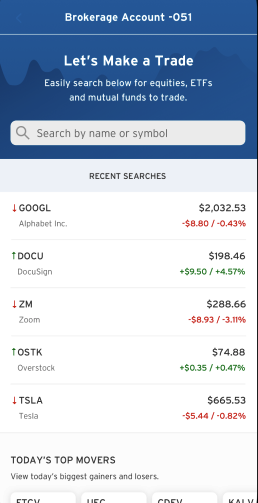 Brokerage Account -051
Let's Make a Trade
Easily search below for equities, ETFs
and mutual funds to trade.
Search by name or symbol
RECENT SEARCHES
↓GOOGL $2,032.53
Alphabet Inc. -$8.80 / -0.43%
↑DOCU $198.46
DocuSign +$9.50 / +4.57%
↓ZM $288.66
Zoom -$8.93 / -3.11%
↑OSTK $74.88
Overstock +$0.35 / +0.47%
↓TSLA $665.53
Tesla -$5.44 / -0.82%
TODAY'S TOP MOVERS
View today's biggest gainers and losers.